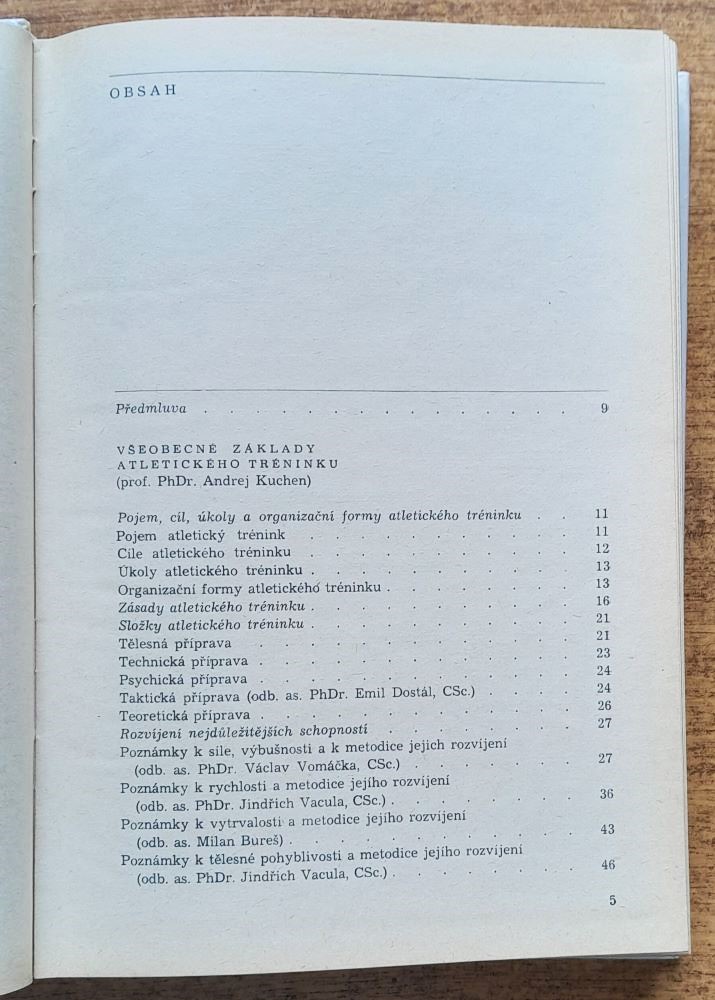 OBSAH
Předmluva . . . . . . . . . . . . . . . 9
VŠEOBECNÉ ZÁKLADY
ATLETICKÉHO TRÉNINKU
(prof. PhDr. Andrej Kuchen)
Pojem, cíl, úkoly a organizační formy atletického tréninku . . 11
Pojem atletický trénink . . . . . . . . . . . 11
Cíle atletického tréninku . . . . . . . . . . . 12
Úkoly atletického tréninku . . . . . . . . . . 13
Organizační formy atletického tréninku . . . . . . . . 13
Zásady atletického tréninku . . . . . . . . . . 16
Složky atletického tréninku . . . . . . . . . . 21
Tělesná příprava . . . . . . . . . . . . . 21
Technická příprava . . . . . . . . . . . . 23
Psychická příprava . . . . . . . . . . . . 24
Taktická příprava (odb. as. PhDr. Emil Dostál, CSc.) . . . . 24
Teoretická příprava . . . . . . . . . . . . 26
Rozvíjení nejdůležitějších schopností . . . . . . . . 27
Poznámky k síle, výbušnosti a k metodice jejich rozvíjení
(odb. as. PhDr. Václav Vomáčka, CSc.) . . . . . . . 27
Poznámky k rychlosti a metodice jejího rozvíjení
(odb. as. PhDr. Jindřich Vacula, CSc.) . . . . . . . 36
Poznámky k vytrvalosti a metodice jejího rozvíjení
(odb. as. Milan Bureš) . . . . . . . . . . . 43
Poznámky k tělesné pohyblivosti a metodice jejího rozvíjení
(odb. as. PhDr. Jindřich Vacula, CSc.) . . . . . . . 46
5